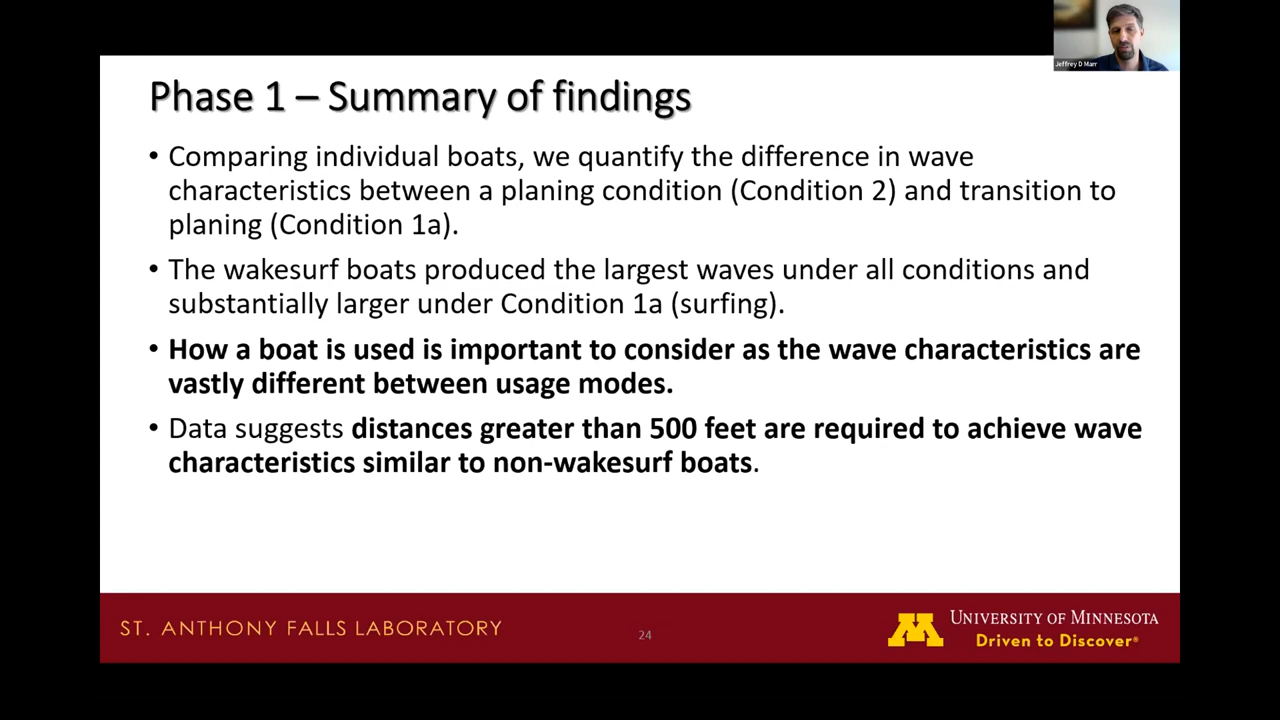 Jeffrey D Marr
Phase 1 – Summary of findings
• Comparing individual boats, we quantify the difference in wave
characteristics between a planing condition (Condition 2) and transition to
planing (Condition 1a).
• The wakesurf boats produced the largest waves under all conditions and
substantially larger under Condition 1a (surfing).
• How a boat is used is important to consider as the wave characteristics are
vastly different between usage modes.
• Data suggests distances greater than 500 feet are required to achieve wave
characteristics similar to non-wakesurf boats.
ST. ANTHONY FALLS LABORATORY
24
M
UNIVERSITY OF MINNESOTA
Driven to Discover®